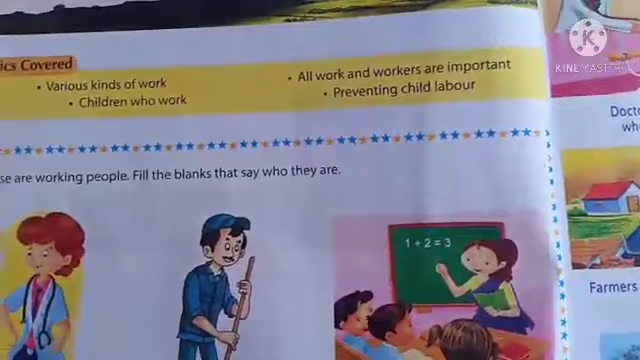 ics Covered
• Various kinds of work
• Children who work
• All work and workers are important
• Preventing child labour
se are working people. Fill the blanks that say who they are.
1 + 2 = 3
K
KINEMASTER
Docto
wh
Farmers